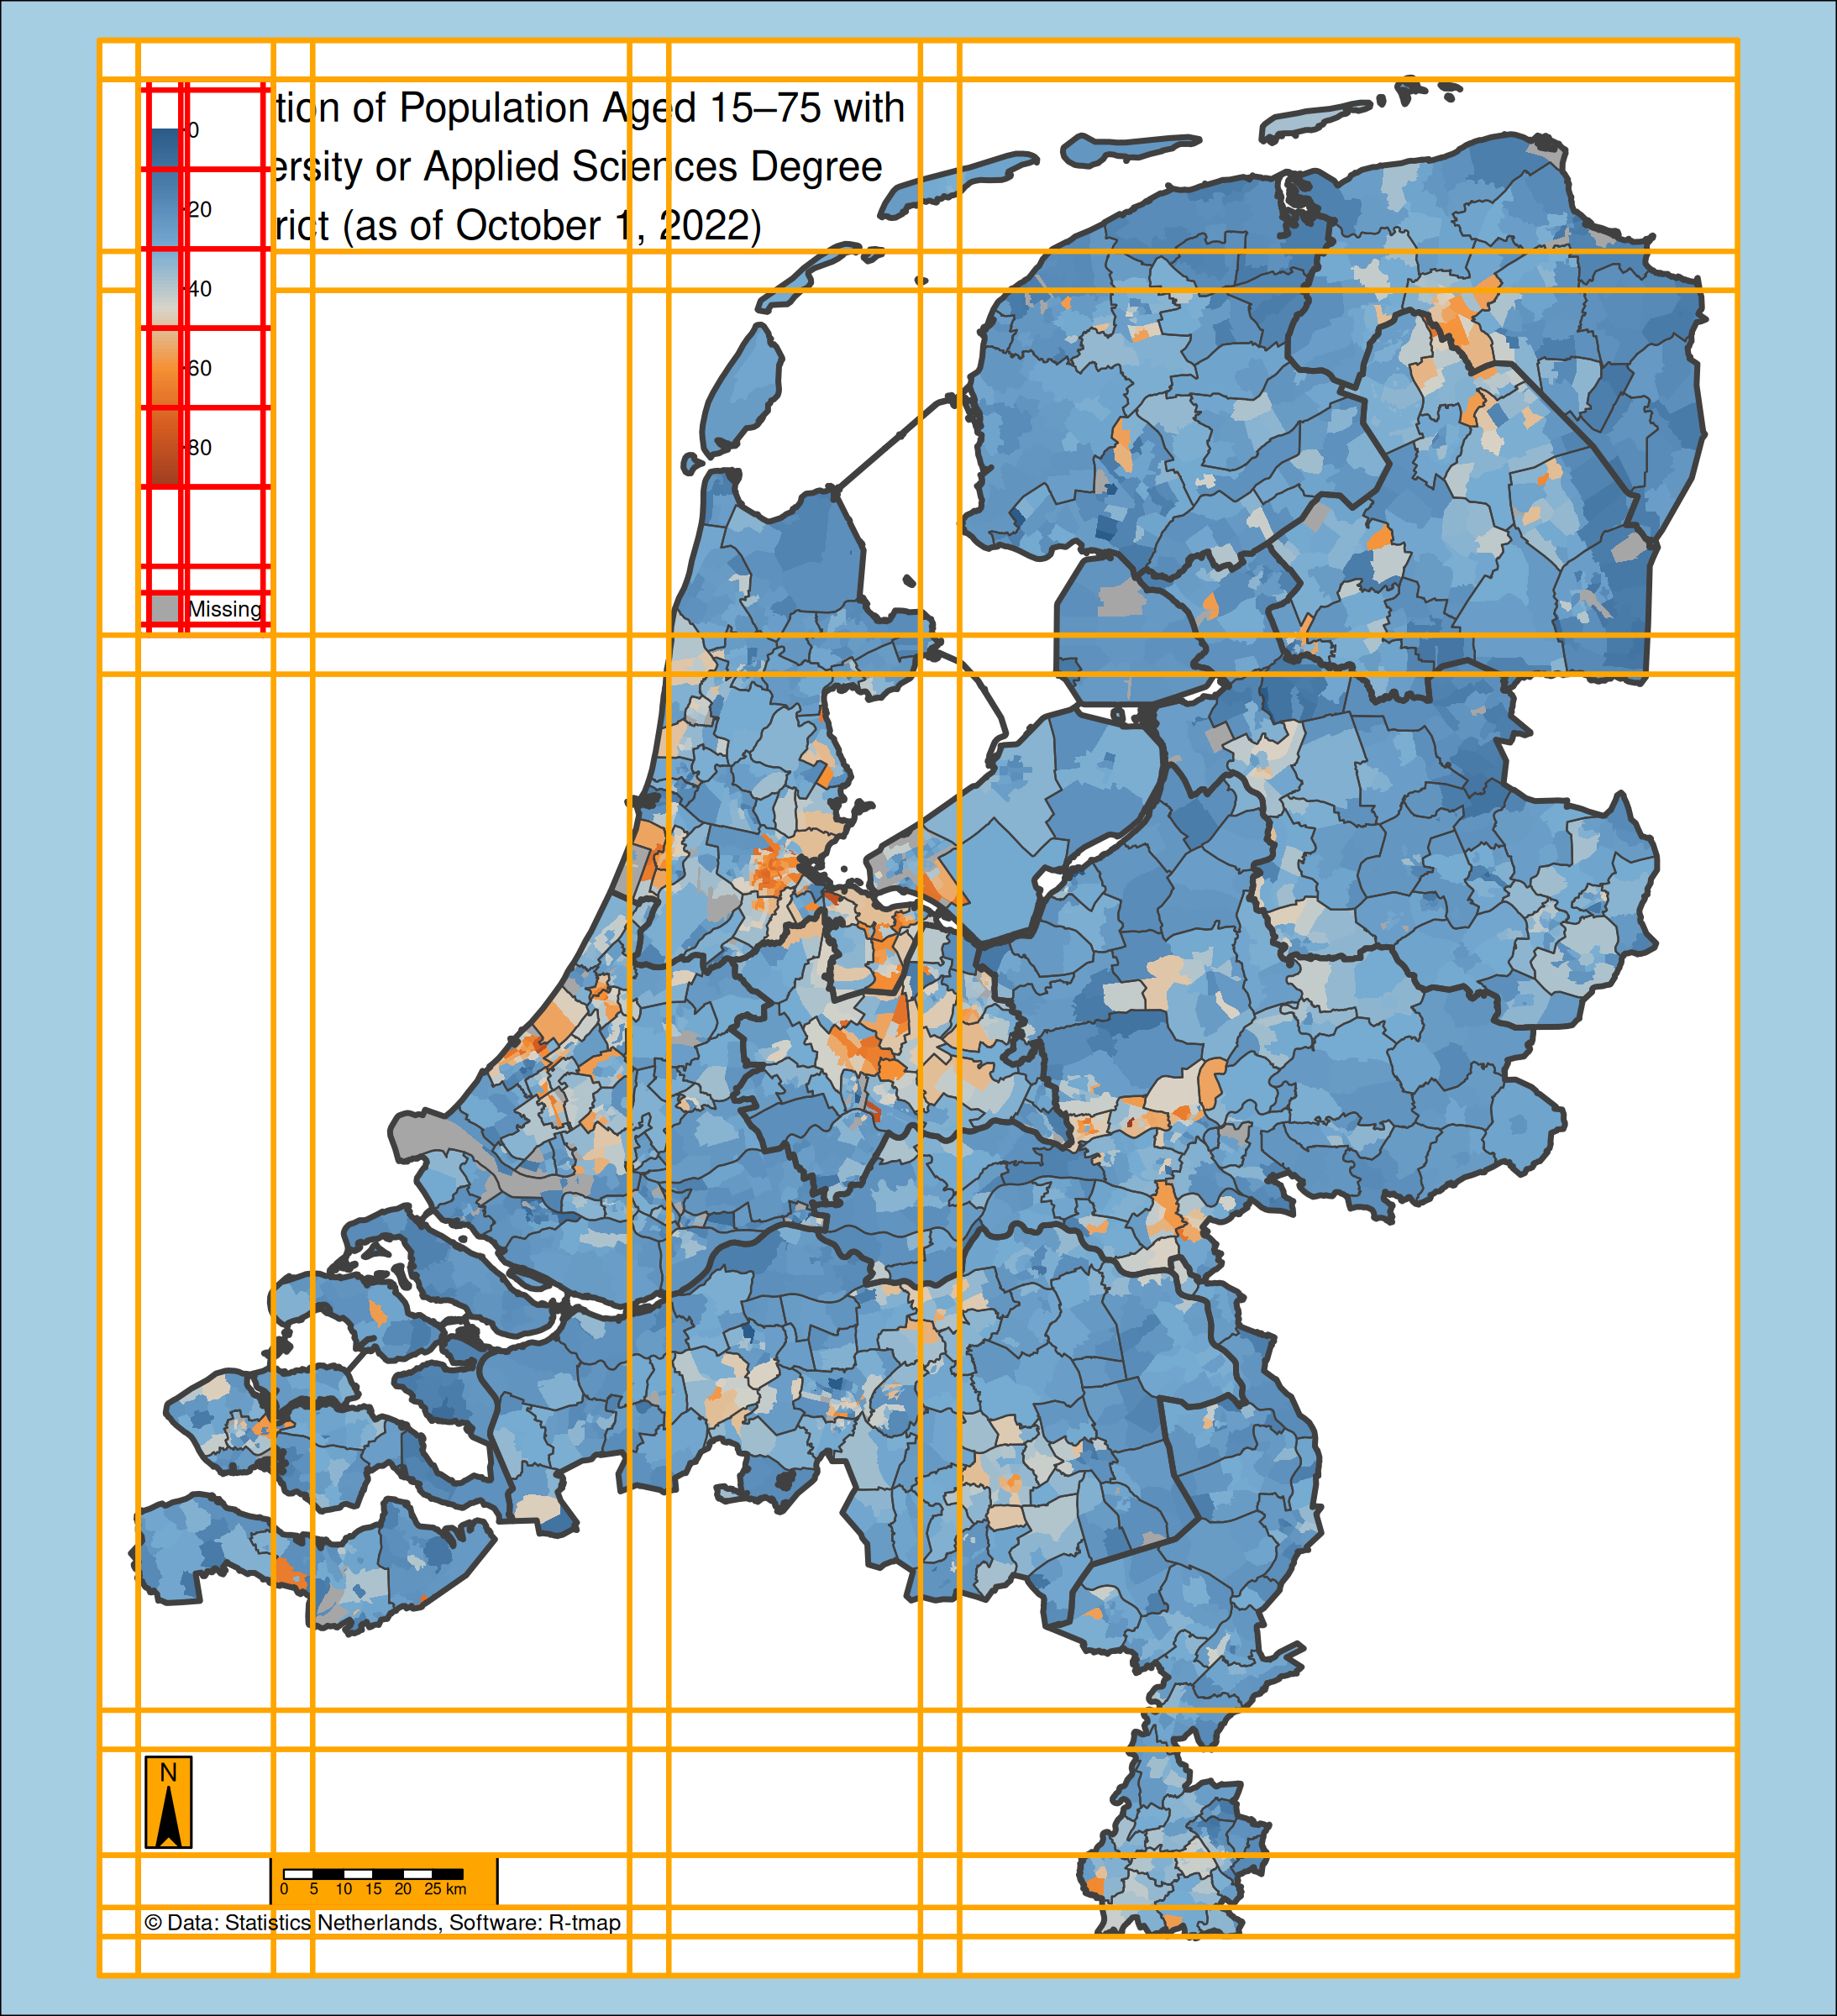 tion of Population Aged 15–75 with
ersity or Applied Sciences Degree
rict (as of October 1, 2022)
0
20
40
60
80
Missing
N
0 5 10 15 20 25 km
© Data: Statistics Netherlands, Software: R-tmap